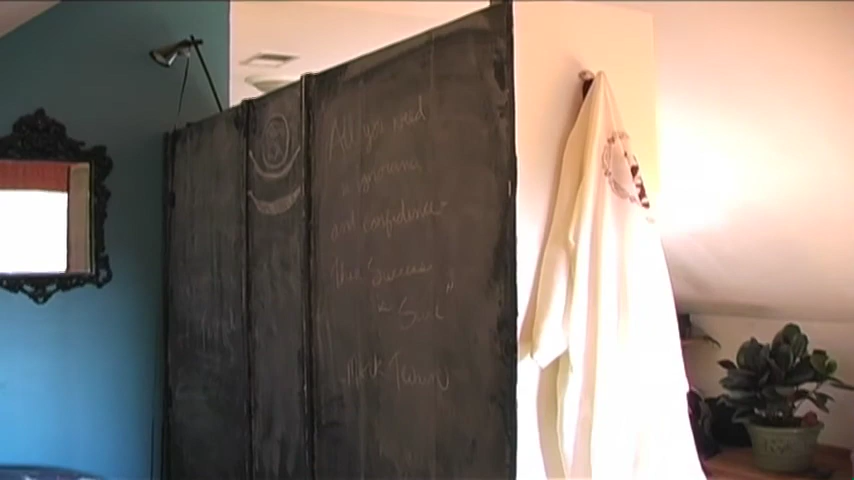 All you need
is ignorance
and confidence
then Success
is Sure"
Mark Twain